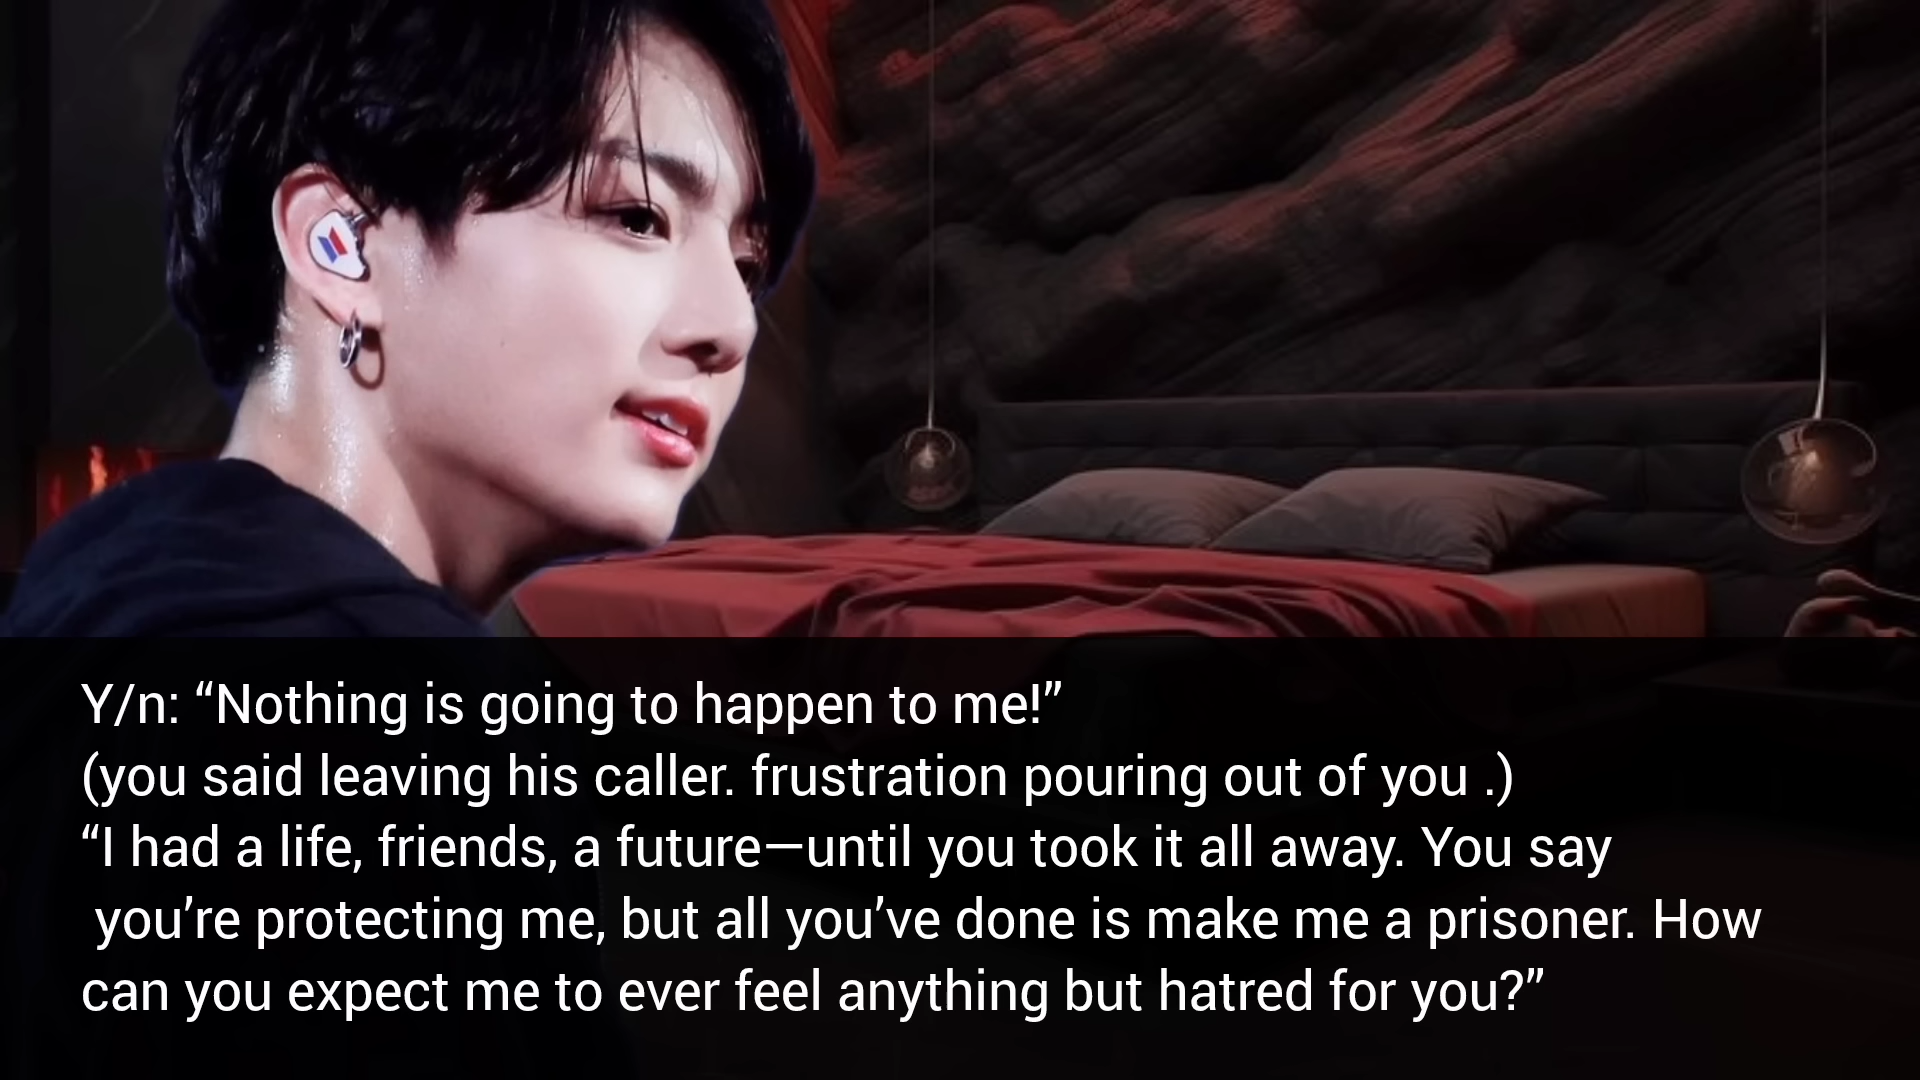 Y/n: “Nothing is going to happen to me!”
(you said leaving his caller. frustration pouring out of you .)
“I had a life, friends, a future—until you took it all away. You say
you’re protecting me, but all you’ve done is make me a prisoner. How
can you expect me to ever feel anything but hatred for you?”